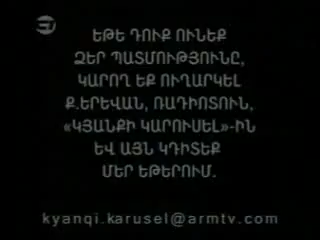 ԵԹԵ ԴՈՒՔ ՈՒՆԵՔ
ՁԵՐ ՊԱՏՄՈՒԹՅՈՒՆԸ,
ԿԱՐՈՂ ԵՔ ՈՒՂԱՐԿԵԼ
Ք.ԵՐԵՎԱՆ, ՌԱԴԻՈՏՈՒՆ,
«ԿՅԱՆՔԻ ԿԱՐՈՒՍԵԼ»-ԻՆ
ԵՎ ԱՅՆ ԿԴԻՏԵՔ
ՄԵՐ ԵԹԵՐՈՒՄ.
kyanqi.karusel@armtv.com